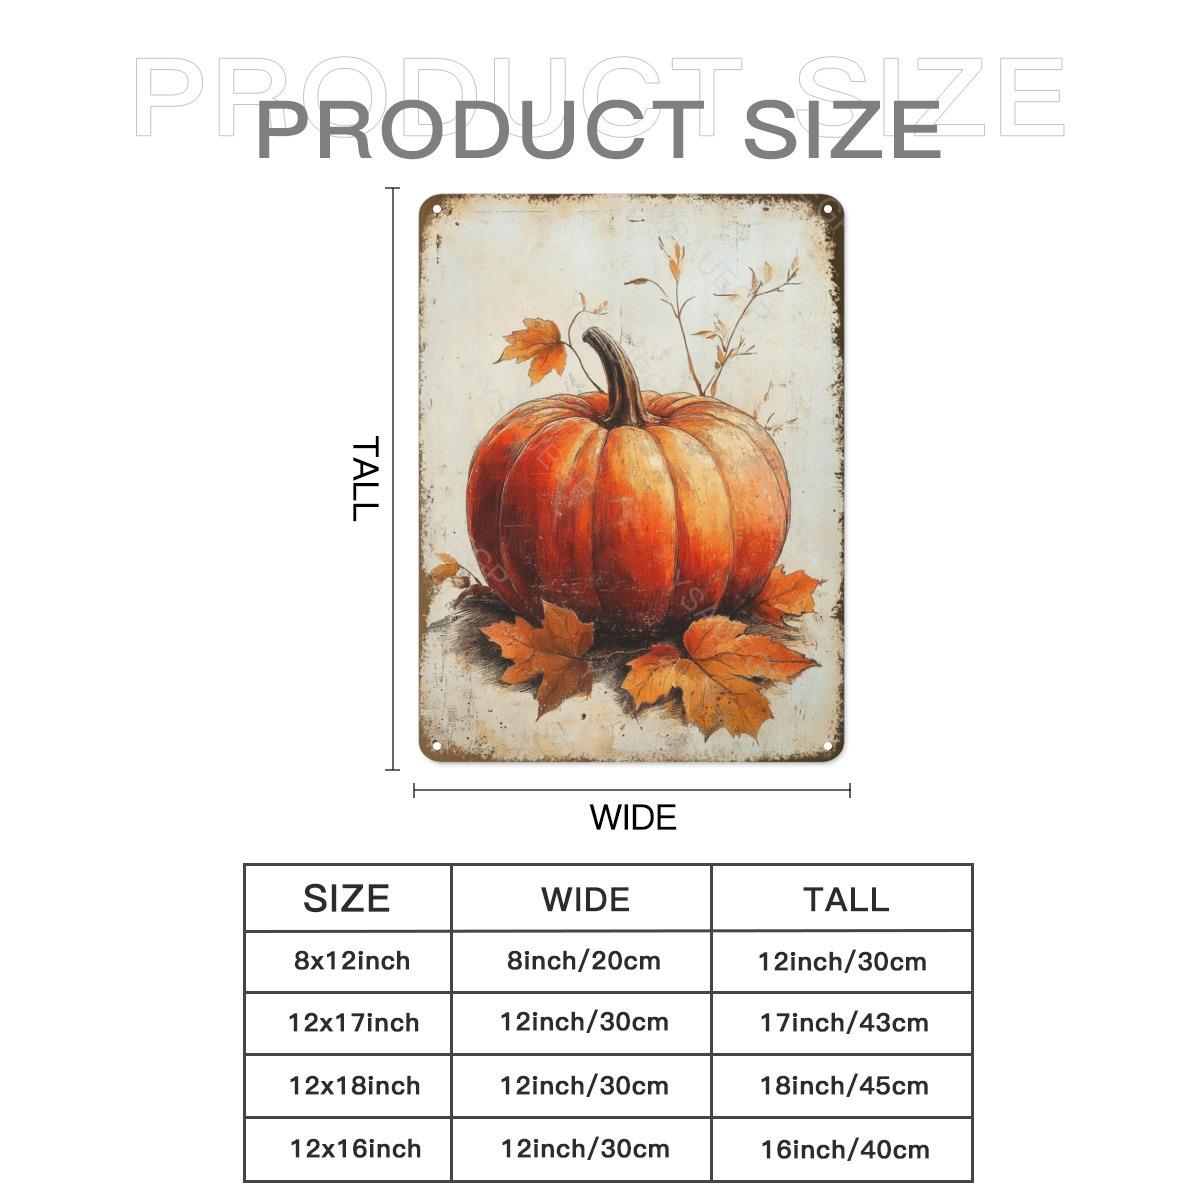 PRODUCT SIZE
PRODUCT SIZE
TALL
WIDE
SIZE WIDE TALL
8x12inch 8inch/20cm 12inch/30cm
12x17inch 12inch/30cm 17inch/43cm
12x18inch 12inch/30cm 18inch/45cm
12x16inch 12inch/30cm 16inch/40cm